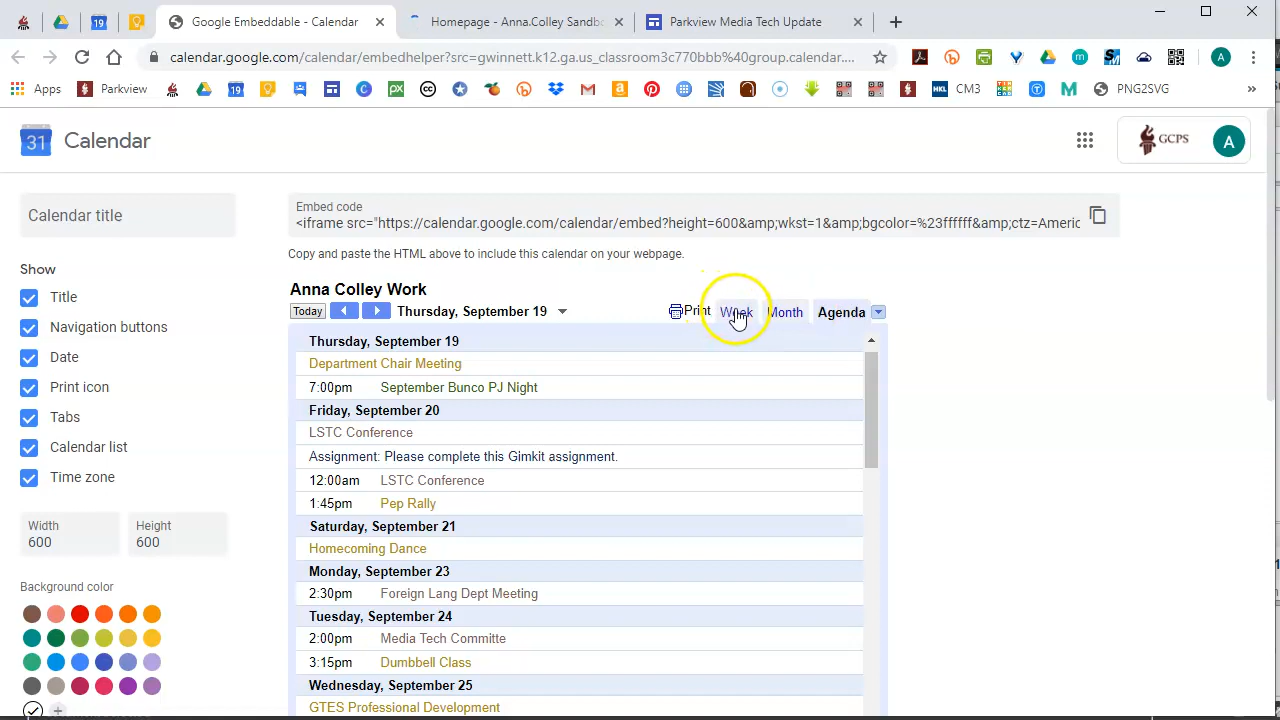 Google Embeddable - Calendar
Homepage - Anna Colley Sandb
Parkview Media Tech Update
calendar.google.com/calendar/embedhelper?src=gwinnett.k12.ga.us_classroom3c770bbb%40group.calendar....
A
Apps
Parkview
HKL CM3
PNG2SVG
31 Calendar
GCPS
A
Calendar title
Embed code
<iframe src="https://calendar.google.com/calendar/embed?height=600&amp;wkst=1&amp;bgcolor=%23ffffff&amp;ctz=Americ
Copy and paste the HTML above to include this calendar on your webpage.
Show
Title
Navigation buttons
Date
Print icon
Tabs
Calendar list
Time zone
Width
600
Height
600
Background color
Anna Colley Work
Today
Thursday, September 19
Print
Week
Month
Agenda
Thursday, September 19
Department Chair Meeting
7:00pm September Bunco PJ Night
Friday, September 20
LSTC Conference
Assignment: Please complete this Gimkit assignment.
12:00am LSTC Conference
1:45pm Pep Rally
Saturday, September 21
Homecoming Dance
Monday, September 23
2:30pm Foreign Lang Dept Meeting
Tuesday, September 24
2:00pm Media Tech Committe
3:15pm Dumbbell Class
Wednesday, September 25
GTES Professional Development